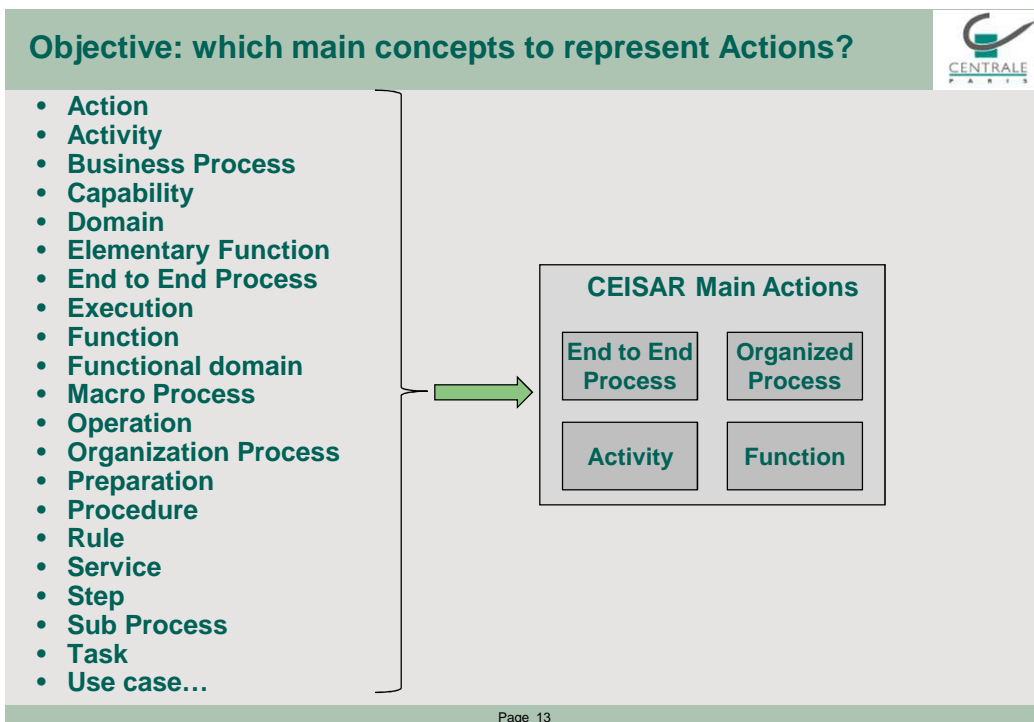 Objective: which main concepts to represent Actions?
CENTRALE
PARIS
• Action
• Activity
• Business Process
• Capability
• Domain
• Elementary Function
• End to End Process
• Execution
• Function
• Functional domain
• Macro Process
• Operation
• Organization Process
• Preparation
• Procedure
• Rule
• Service
• Step
• Sub Process
• Task
• Use case…
CEISAR Main Actions
End to End
Process
Organized
Process
Activity
Function
Page 13